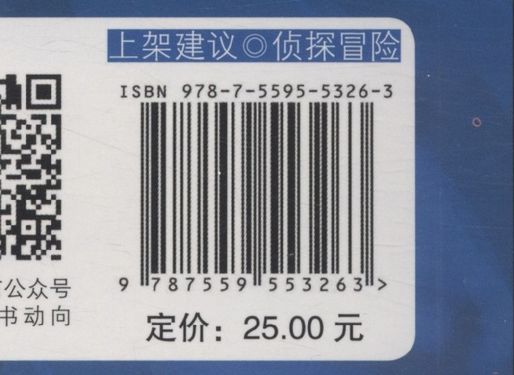 上架建议◎侦探冒险
ISBN 978-7-5595-5326-3
9 787559 553263 >
公众号
书动向
定价：25.00 元